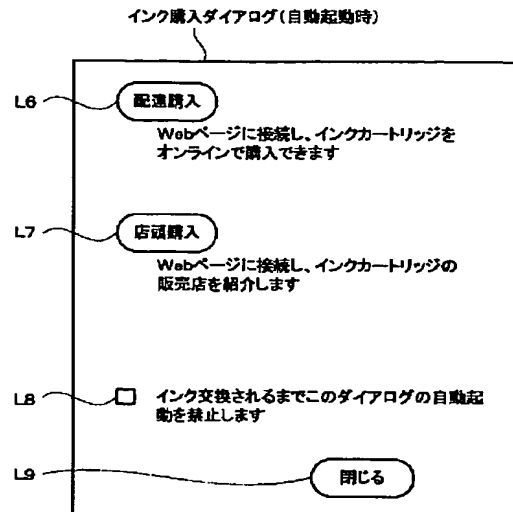 インク購入ダイアログ(自動起動時)
L6
配達購入
Webページに接続し、インクカートリッジを
オンラインで購入できます
L7
店頭購入
Webページに接続し、インクカートリッジの
販売店を紹介します
L8
インク交換されるまでこのダイアログの自動起
動を禁止します
L9
閉じる